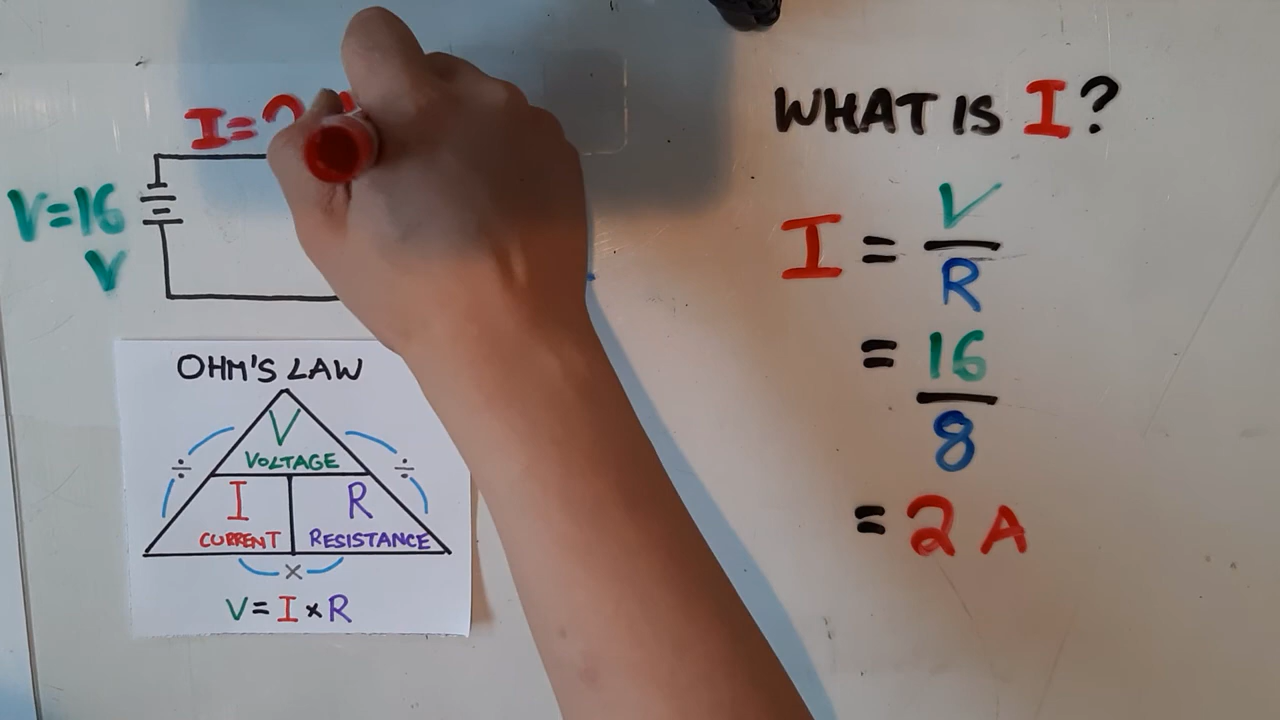 I=2
V=16
V
OHM'S LAW
÷ V ÷
VOLTAGE
I R
CURRENT RESISTANCE
×
V=I×R
WHAT IS I?
I = V
R
= 16
8
= 2 A